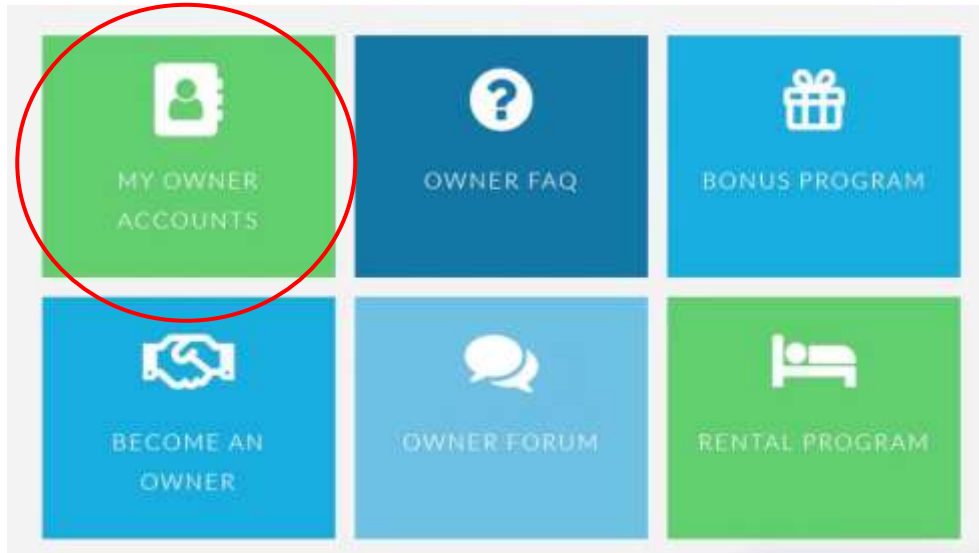 MY OWNER
ACCOUNTS
OWNER FAQ
BONUS PROGRAM
BECOME AN
OWNER
OWNER FORUM
RENTAL PROGRAM